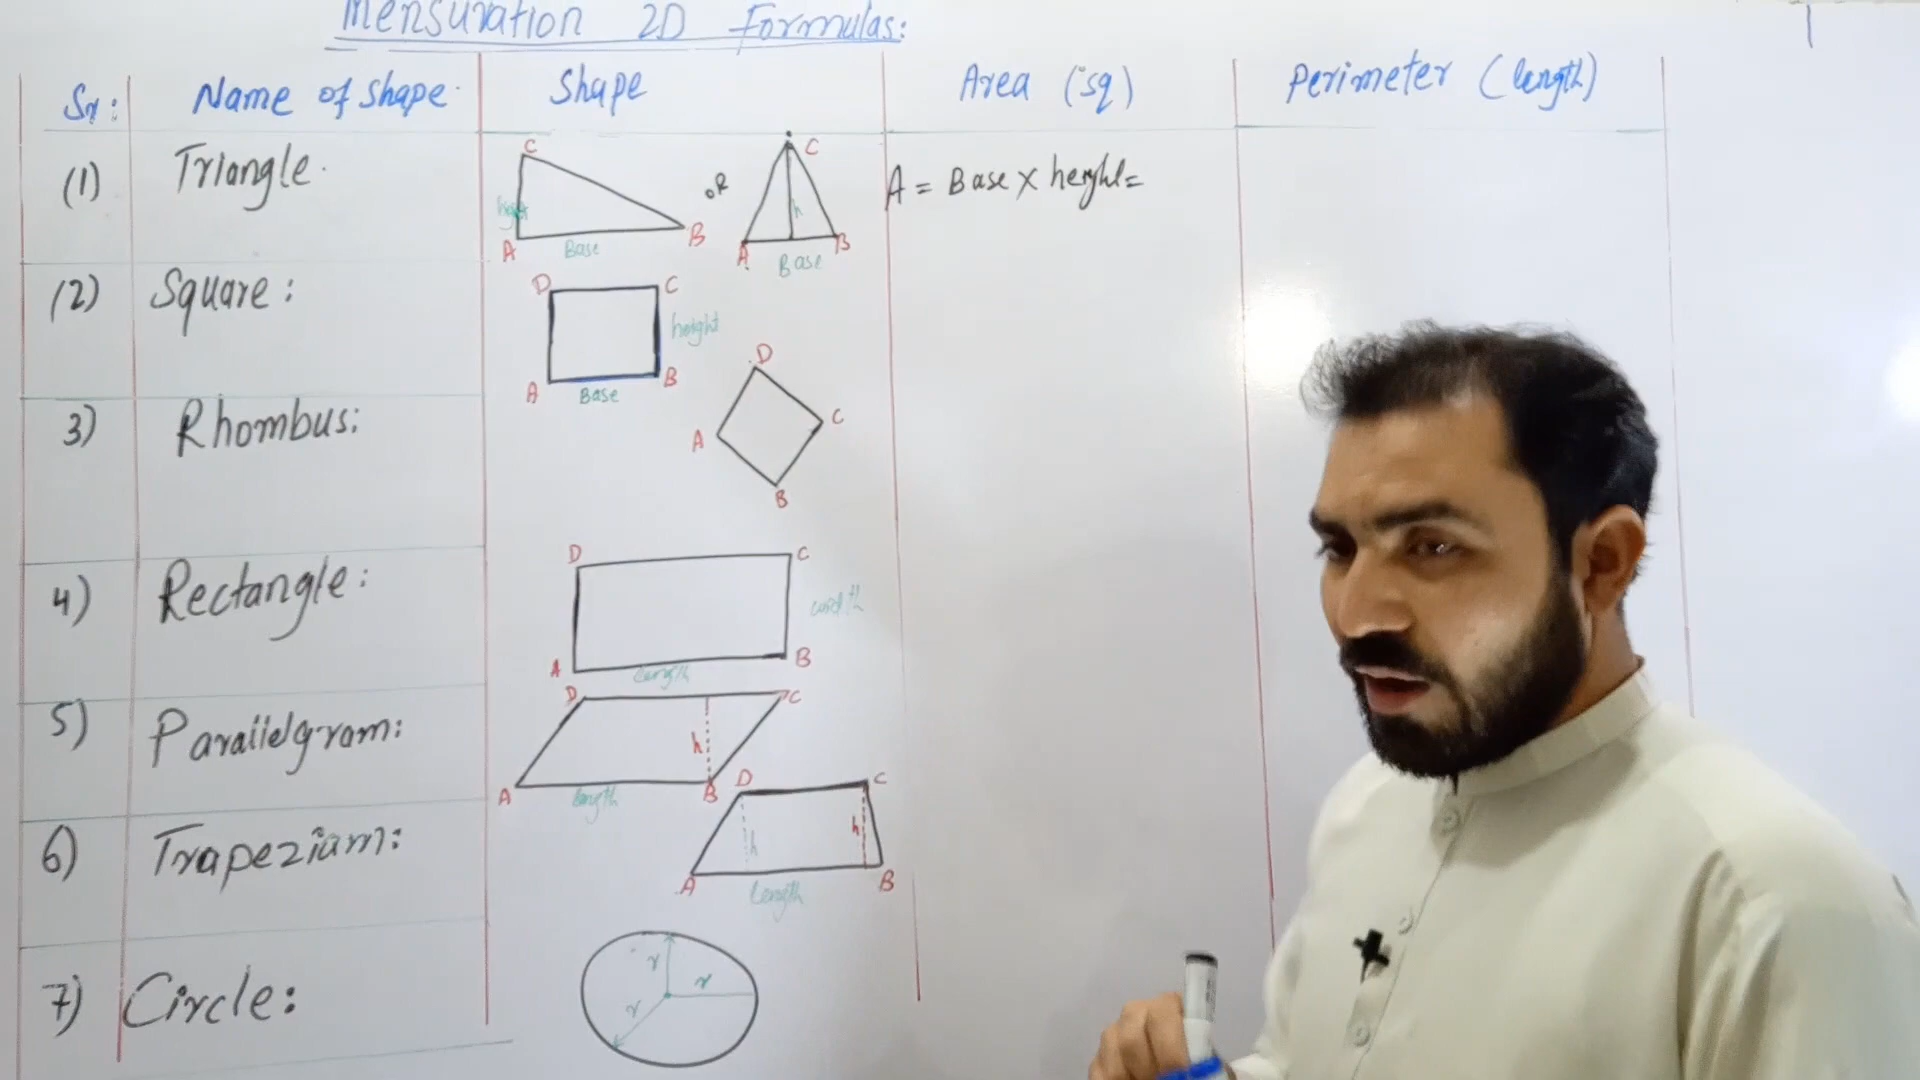 Mensuration 2D Formulas:
Sr: Name of shape Shape Area (sq) Perimeter (length)
(1) Triangle. A = Base × height =
C
A Base B
OR
C
h
A Base B
(2) Square:
D C
height
A Base B
3) Rhombus:
D
A C
B
4) Rectangle:
D C
width
A length B
5) Parallelgram:
D C
h
A length B
6) Trapezium:
D C
h h
A Length B
7) Circle:
r r
r